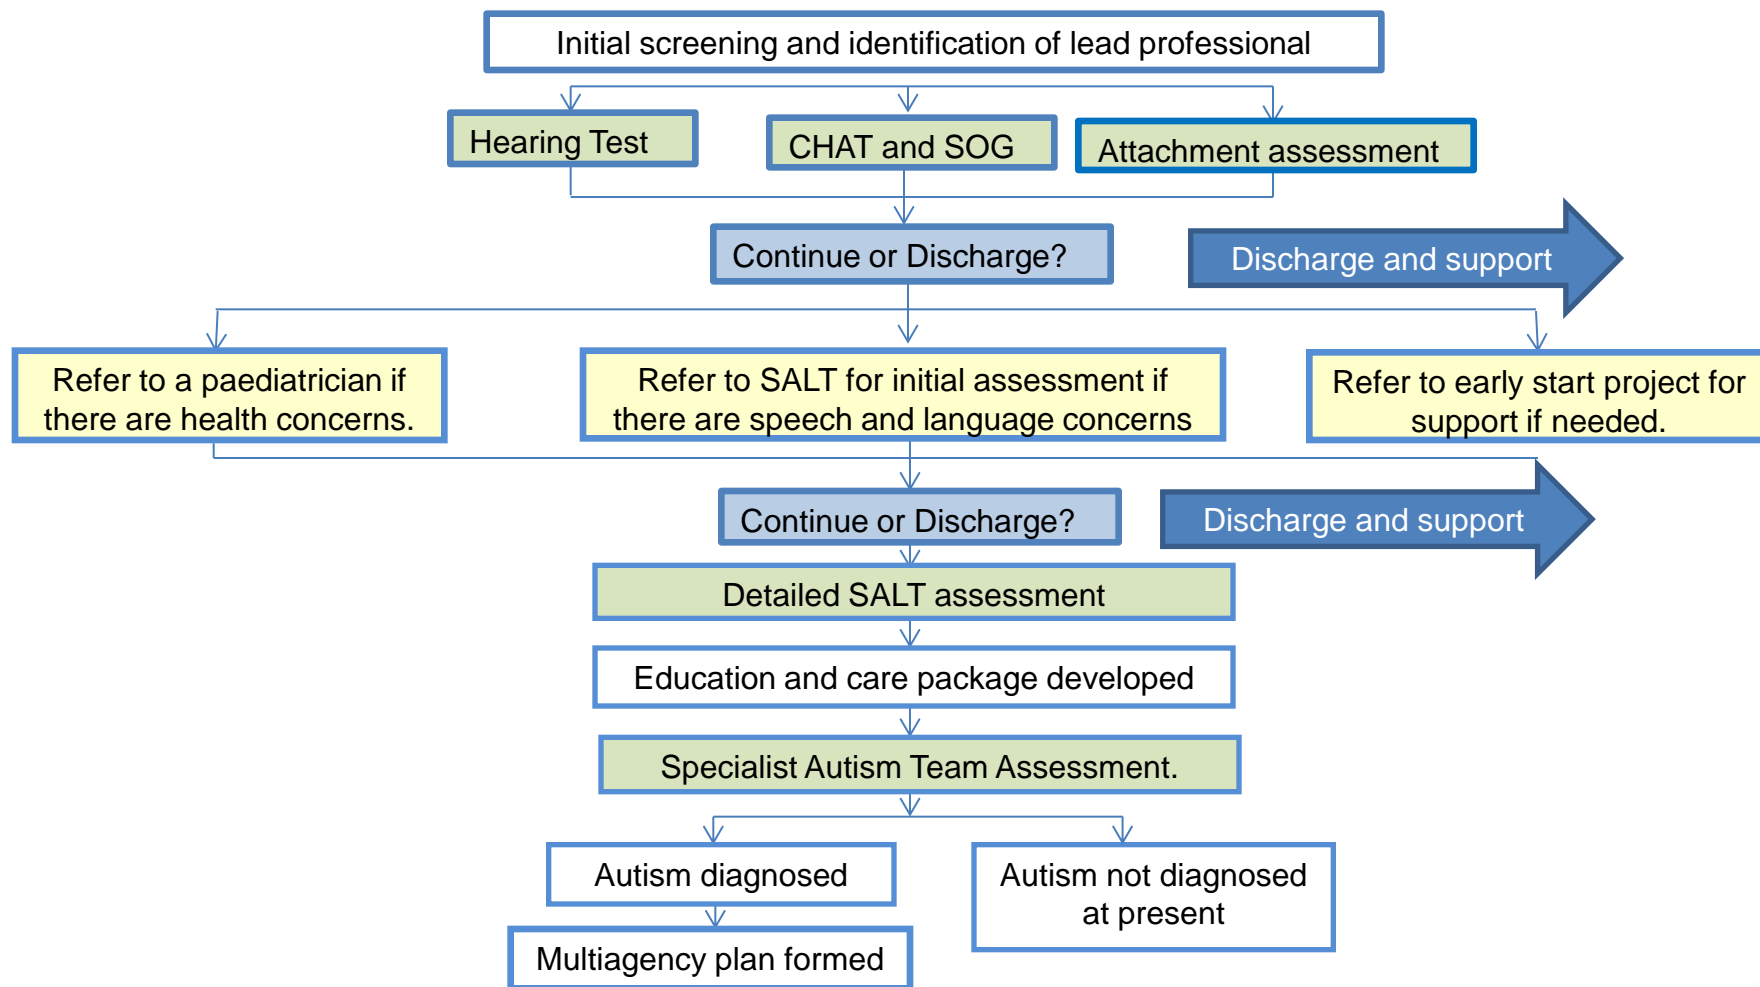 Initial screening and identification of lead professional
Hearing Test
CHAT and SOG
Attachment assessment
Continue or Discharge?
Discharge and support
Refer to a paediatrician if
there are health concerns.
Refer to SALT for initial assessment if
there are speech and language concerns
Refer to early start project for
support if needed.
Continue or Discharge?
Discharge and support
Detailed SALT assessment
Education and care package developed
Specialist Autism Team Assessment.
Autism diagnosed
Autism not diagnosed
at present
Multiagency plan formed